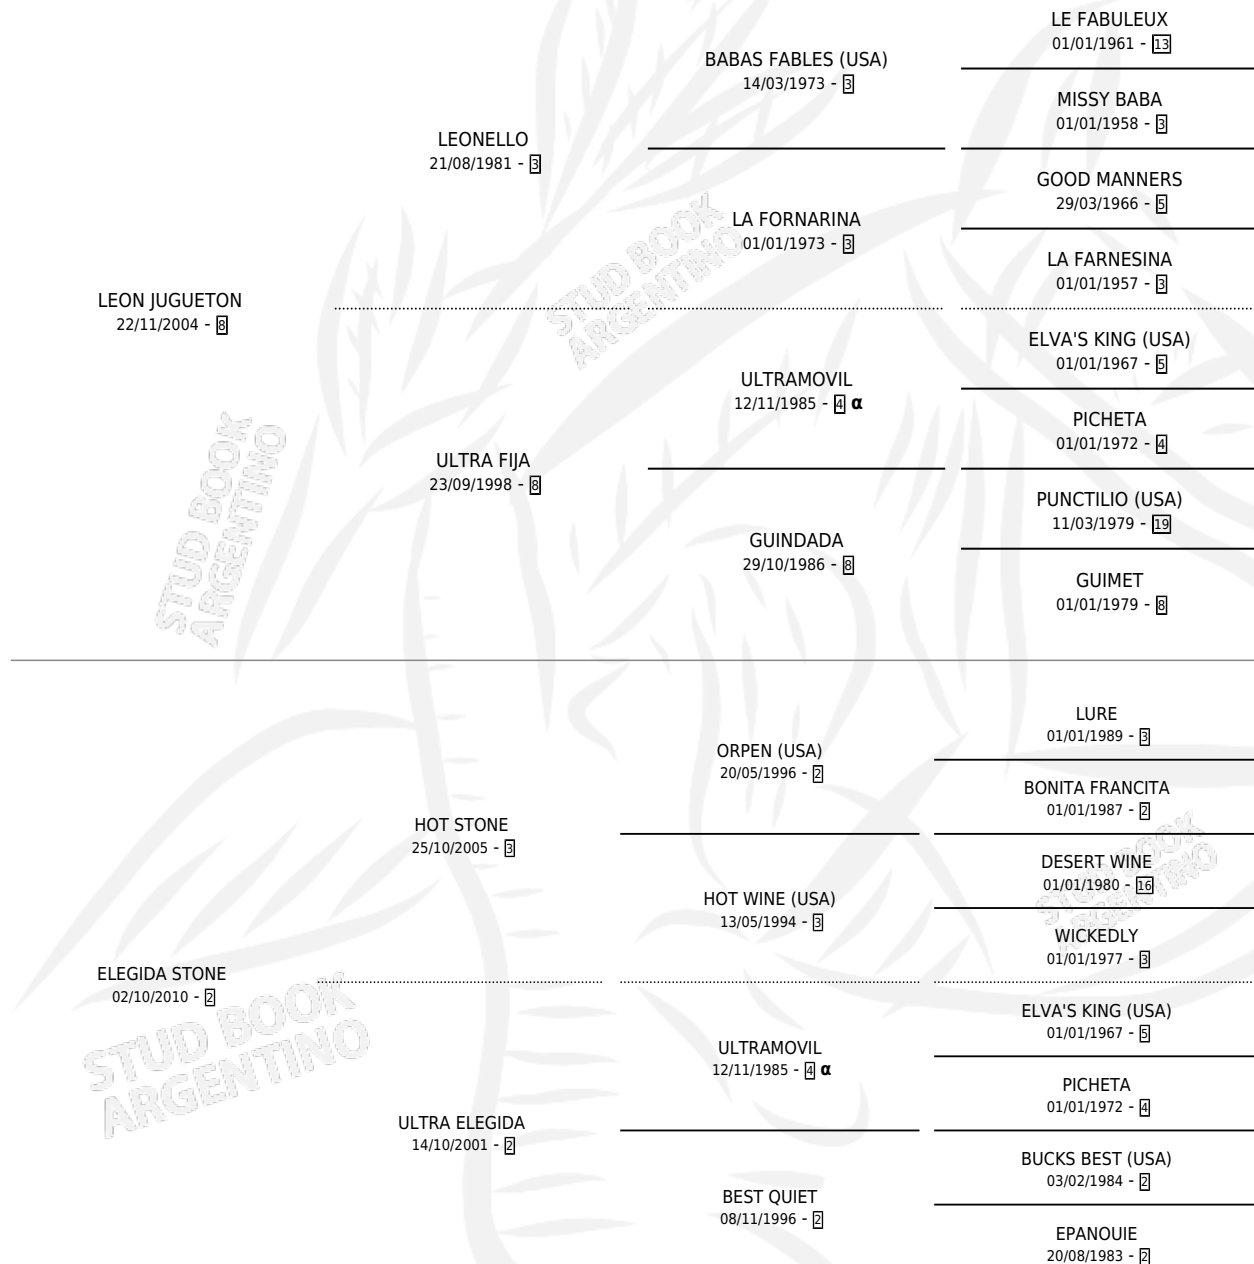 LE FABULEUX
01/01/1961 - 13
BABAS FABLES (USA)
14/03/1973 - 3
MISSY BABA
01/01/1958 - 3
LEONELLO
21/08/1981 - 3
GOOD MANNERS
29/03/1966 - 5
LA FORNARINA
01/01/1973 - 3
LA FARNESINA
01/01/1957 - 3
LEON JUGUETON
22/11/2004 - 8
ELVA'S KING (USA)
01/01/1967 - 5
ULTRAMOVIL
12/11/1985 - 4 α
PICHETA
01/01/1972 - 4
ULTRA FIJA
23/09/1998 - 8
PUNCTILIO (USA)
11/03/1979 - 19
GUINDADA
29/10/1986 - 8
GUIMET
01/01/1979 - 8
LURE
01/01/1989 - 3
ORPEN (USA)
20/05/1996 - 2
BONITA FRANCITA
01/01/1987 - 2
HOT STONE
25/10/2005 - 3
DESERT WINE
01/01/1980 - 16
HOT WINE (USA)
13/05/1994 - 3
WICKEDLY
01/01/1977 - 3
ELEGIDA STONE
02/10/2010 - 2
ELVA'S KING (USA)
01/01/1967 - 5
ULTRAMOVIL
12/11/1985 - 4 α
PICHETA
01/01/1972 - 4
ULTRA ELEGIDA
14/10/2001 - 2
BUCKS BEST (USA)
03/02/1984 - 2
BEST QUIET
08/11/1996 - 2
EPANOUIE
20/08/1983 - 2
STUD BOOK
ARGENTINO
STUD BOOK
ARGENTINO
STUD BOOK
ARGENTINO
STUD BOOK
ARGENTINO